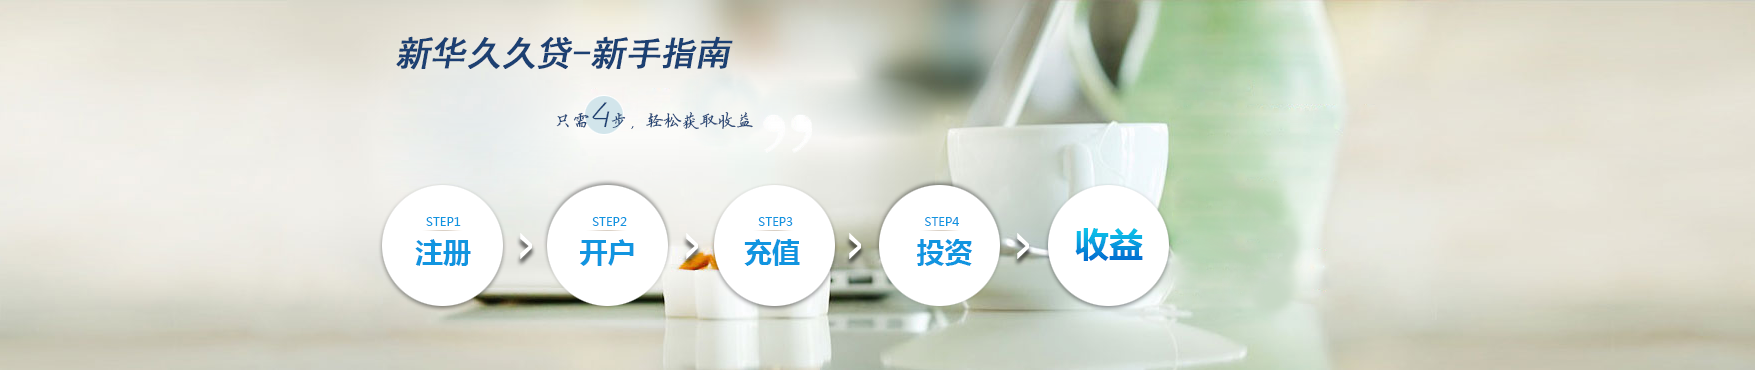 新华久久贷-新手指南
只需4步，轻松获取收益
STEP1
注册
STEP2
开户
STEP3
充值
STEP4
投资
收益